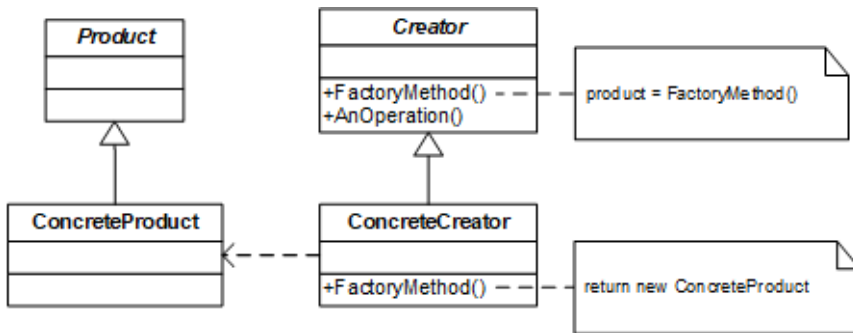 Product
Creator
+FactoryMethod()
+AnOperation()
product = FactoryMethod()
ConcreteProduct
ConcreteCreator
+FactoryMethod()
return new ConcreteProduct